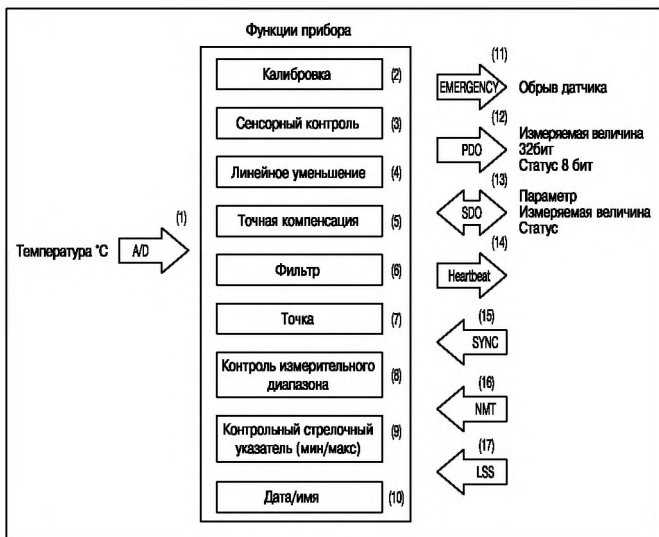 Функции прибора
(1)
Температура °C
A/D
Калибровка (2)
Сенсорный контроль (3)
Линейное уменьшение (4)
Точная компенсация (5)
Фильтр (6)
Точка (7)
Контроль измерительного
диапазона (8)
Контрольный стрелочный
указатель (мин/макс) (9)
Дата/имя (10)
(11)
EMERGENCY Обрыв датчика
(12)
PDO
Измеряемая величина
32бит
Статус 8 бит
(13)
SDO
Параметр
Измеряемая величина
Статус
(14)
Heartbeat
(15)
SYNC
(16)
NMT
(17)
LSS